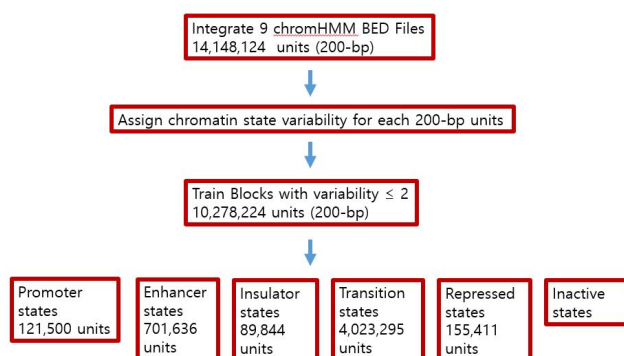 Integrate 9 chromHMM BED Files
14,148,124 units (200-bp)
Assign chromatin state variability for each 200-bp units
Train Blocks with variability ≤ 2
10,278,224 units (200-bp)
Promoter
states
121,500 units
Enhancer
states
701,636
units
Insulator
states
89,844
units
Transition
states
4,023,295
units
Repressed
states
155,411
units
Inactive
states